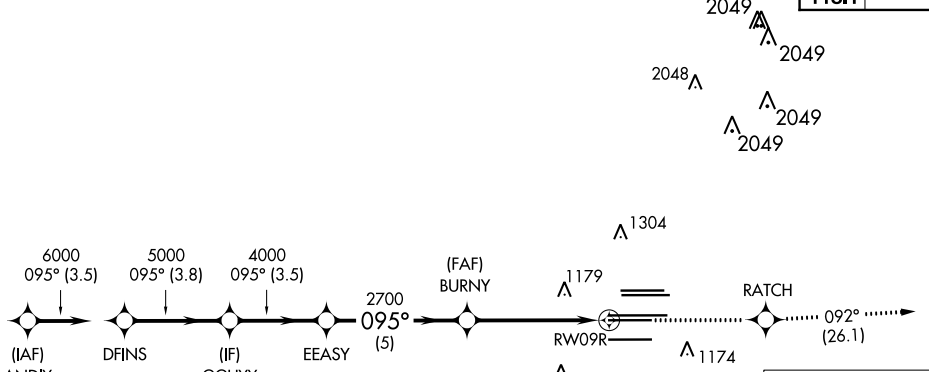 2049
2049
2048
2049
2049
1304
6000
095° (3.5)
5000
095° (3.8)
4000
095° (3.5)
(FAF)
BURNY
1179
2700
095°
(5)
RATCH
092°
(26.1)
RW09R
1174
(IAF)
DFINS
(IF)
EEASY